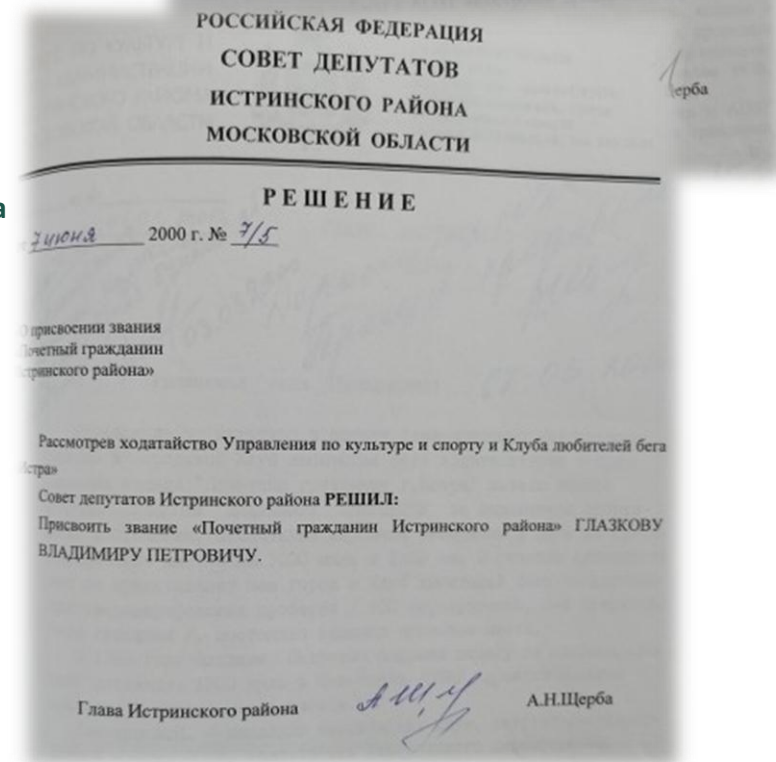 РОССИЙСКАЯ ФЕДЕРАЦИЯ
СОВЕТ ДЕПУТАТОВ
ИСТРИНСКОГО РАЙОНА
МОСКОВСКОЙ ОБЛАСТИ
ерба
РЕШЕНИЕ
а
7 июня 2000 г. № 7/5
О присвоении звания
Почетный гражданин
Истринского района»
Рассмотрев ходатайство Управления по культуре и спорту и Клуба любителей бега
Истра»
Совет депутатов Истринского района РЕШИЛ:
Присвоить звание «Почетный гражданин Истринского района» ГЛАЗКОВУ
ВЛАДИМИРУ ПЕТРОВИЧУ.
Глава Истринского района А.Н.Щерба